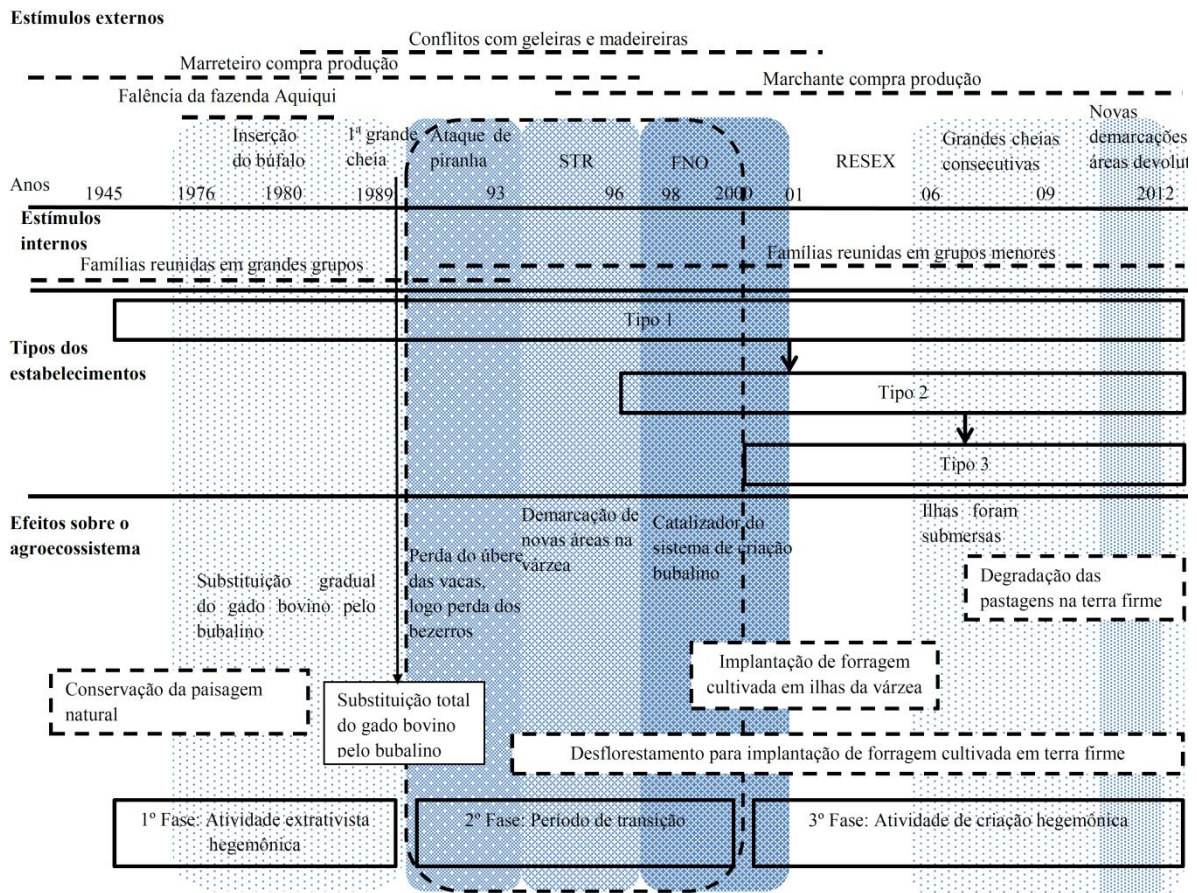 Estímulos externos
Conflitos com geleiras e madeireiras
Marreteiro compra produção
Marchante compra produção
Falência da fazenda Aquiqui
Inserção
do búfalo
1ª grande
cheia
Ataque de
piranha
STR
FNO
RESEX
Grandes cheias
consecutivas
Novas
demarcações
áreas devolut
Anos
1945
1976
1980
1989
93
96
98
2000
01
06
09
2012
Estímulos
internos
Famílias reunidas em grandes grupos
Famílias reunidas em grupos menores
Tipos dos
estabelecimentos
Tipo 1
Tipo 2
Tipo 3
Efeitos sobre o
agroecossistema
Substituição gradual
do gado bovino pelo
bubalino
Perda do úbere
das vacas,
logo perda dos
bezerros
Demarcação de
novas áreas na
várzea
Catalizador do
sistema de criação
bubalino
Ilhas foram
submersas
Degradação das
pastagens na terra firme
Conservação da paisagem
natural
Substituição total
do gado bovino
pelo bubalino
Implantação de forragem
cultivada em ilhas da várzea
Desflorestamento para implantação de forragem cultivada em terra firme
1º Fase: Atividade extrativista
hegemônica
2º Fase: Período de transição
3º Fase: Atividade de criação hegemônica